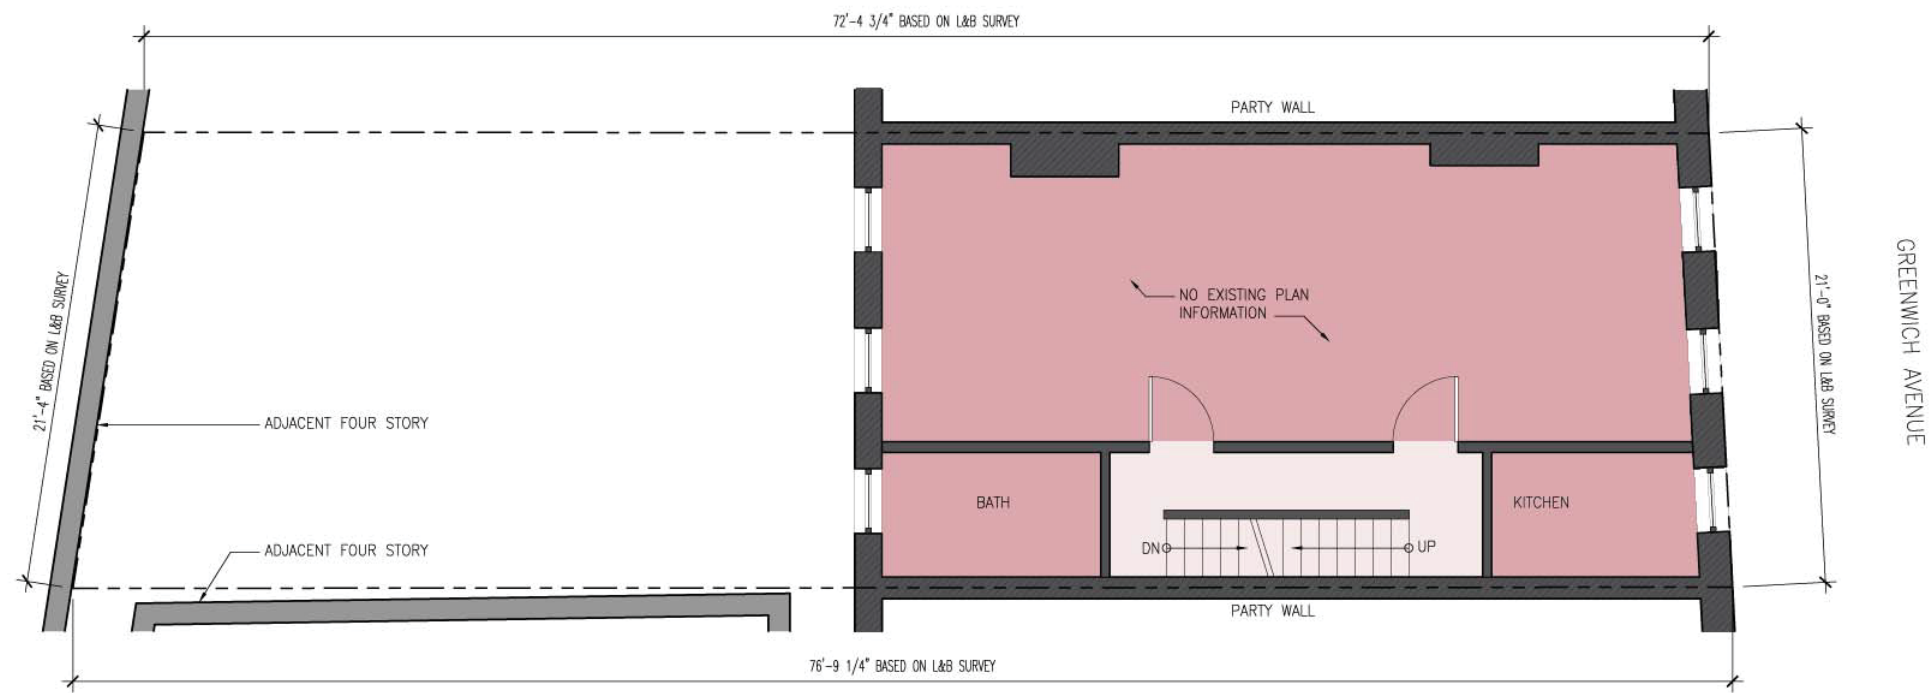 72'-4 3/4" BASED ON L&B SURVEY
PARTY WALL
21'-4" BASED ON L&B SURVEY
NO EXISTING PLAN
INFORMATION
21'-0" BASED ON L&B SURVEY
GREENWICH AVENUE
ADJACENT FOUR STORY
BATH
KITCHEN
ADJACENT FOUR STORY
DN
UP
PARTY WALL
76'-9 1/4" BASED ON L&B SURVEY